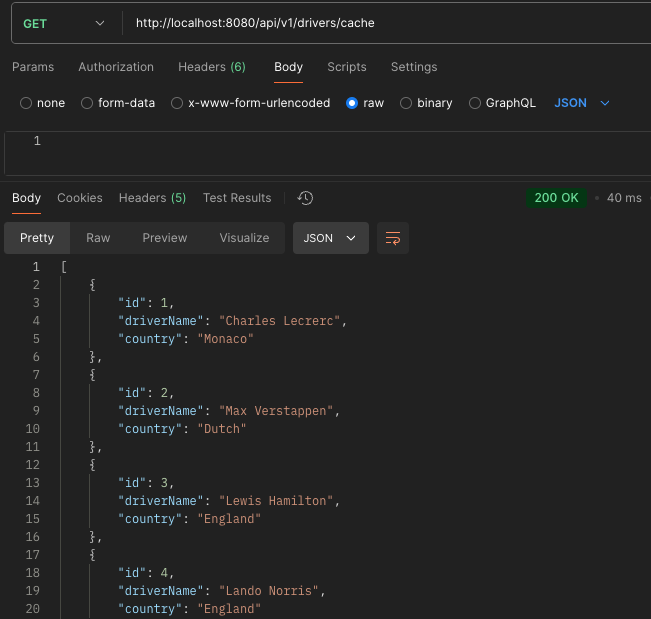 GET http://localhost:8080/api/v1/drivers/cache
Params Authorization Headers (6) Body Scripts Settings
none form-data x-www-form-urlencoded raw binary GraphQL JSON
1
Body Cookies Headers (5) Test Results 200 OK • 40 ms
Pretty Raw Preview Visualize JSON
1 [
2 {
3 "id": 1,
4 "driverName": "Charles Lecrerc",
5 "country": "Monaco"
6 },
7 {
8 "id": 2,
9 "driverName": "Max Verstappen",
10 "country": "Dutch"
11 },
12 {
13 "id": 3,
14 "driverName": "Lewis Hamilton",
15 "country": "England"
16 },
17 {
18 "id": 4,
19 "driverName": "Lando Norris",
20 "country": "England"